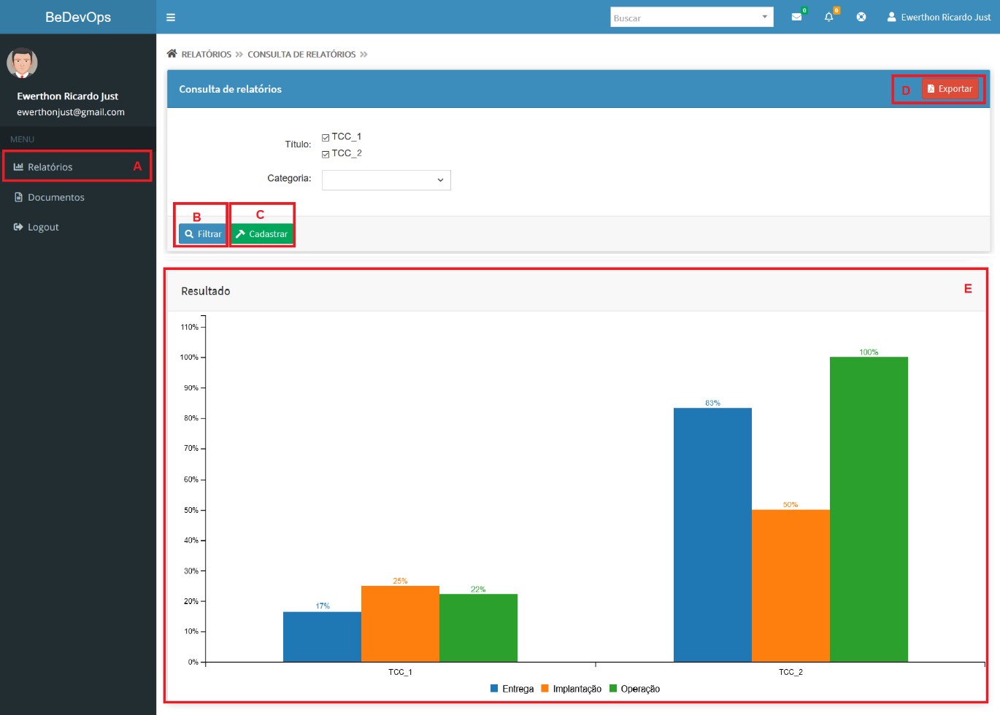 BeDevOps
Buscar
0
0
Ewerthon Ricardo Just
Ewerthon Ricardo Just
ewerthonjust@gmail.com
MENU
Relatórios
A
Documentos
Logout
RELATÓRIOS
CONSULTA DE RELATÓRIOS
Consulta de relatórios
D
Exportar
Título:
TCC_1
TCC_2
Categoria:
B
Filtrar
C
Cadastrar
Resultado
E
110%
100%
90%
80%
70%
60%
50%
40%
30%
20%
10%
0%
17%
25%
22%
83%
50%
100%
TCC_1
TCC_2
Entrega
Implantação
Operação